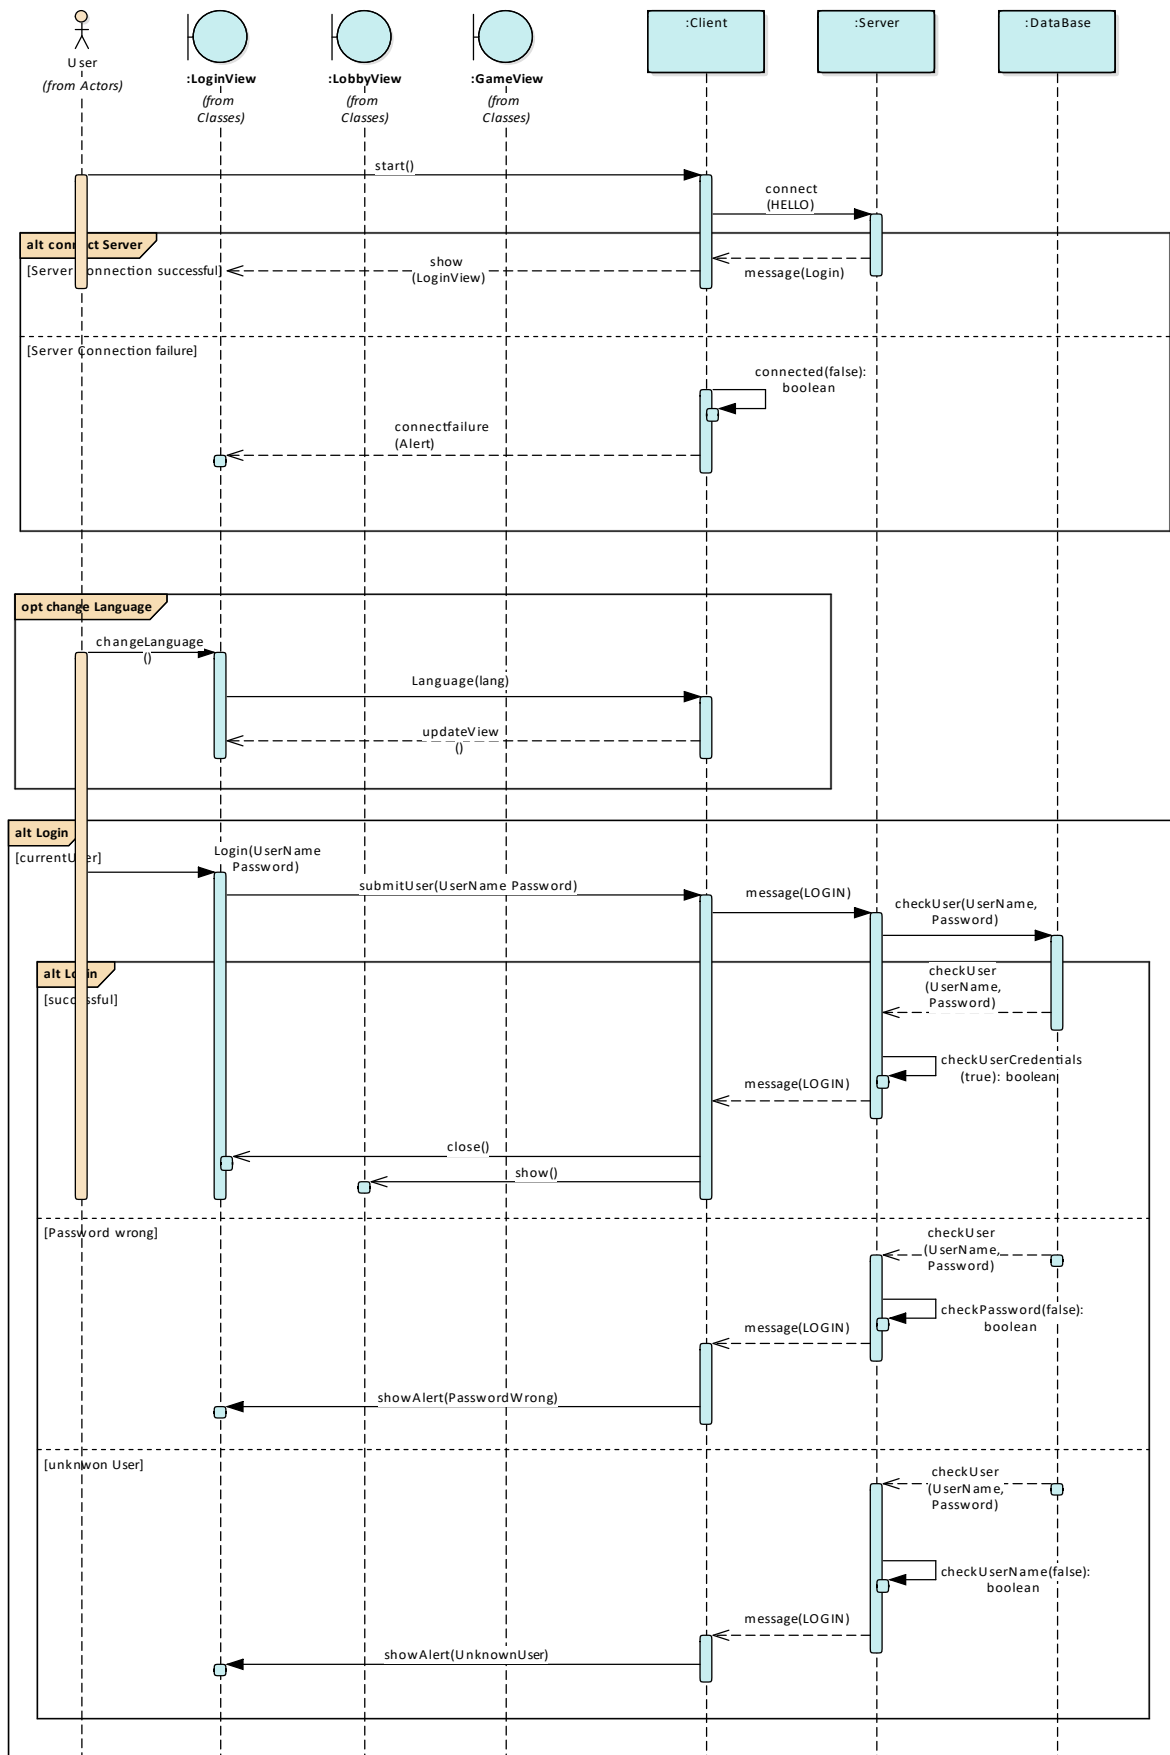 User
(from Actors)
:LoginView
(from
Classes)
:LobbyView
(from
Classes)
:GameView
(from
Classes)
:Client
:Server
:DataBase
start()
connect
(HELLO)
alt connect Server
[Server Connection successful]
show
(LoginView)
message(Login)
[Server Connection failure]
connected(false):
boolean
connectfailure
(Alert)
opt change Language
changeLanguage
()
Language(lang)
updateView
()
alt Login
[currentUser]
Login(UserName
Password)
submitUser(UserName Password)
message(LOGIN)
checkUser(UserName,
Password)
alt Login
[successful]
checkUser
(UserName,
Password)
checkUserCredentials
(true): boolean
message(LOGIN)
close()
show()
[Password wrong]
checkUser
(UserName,
Password)
checkPassword(false):
boolean
message(LOGIN)
showAlert(PasswordWrong)
[unknwon User]
checkUser
(UserName,
Password)
checkUserName(false):
boolean
message(LOGIN)
showAlert(UnknownUser)